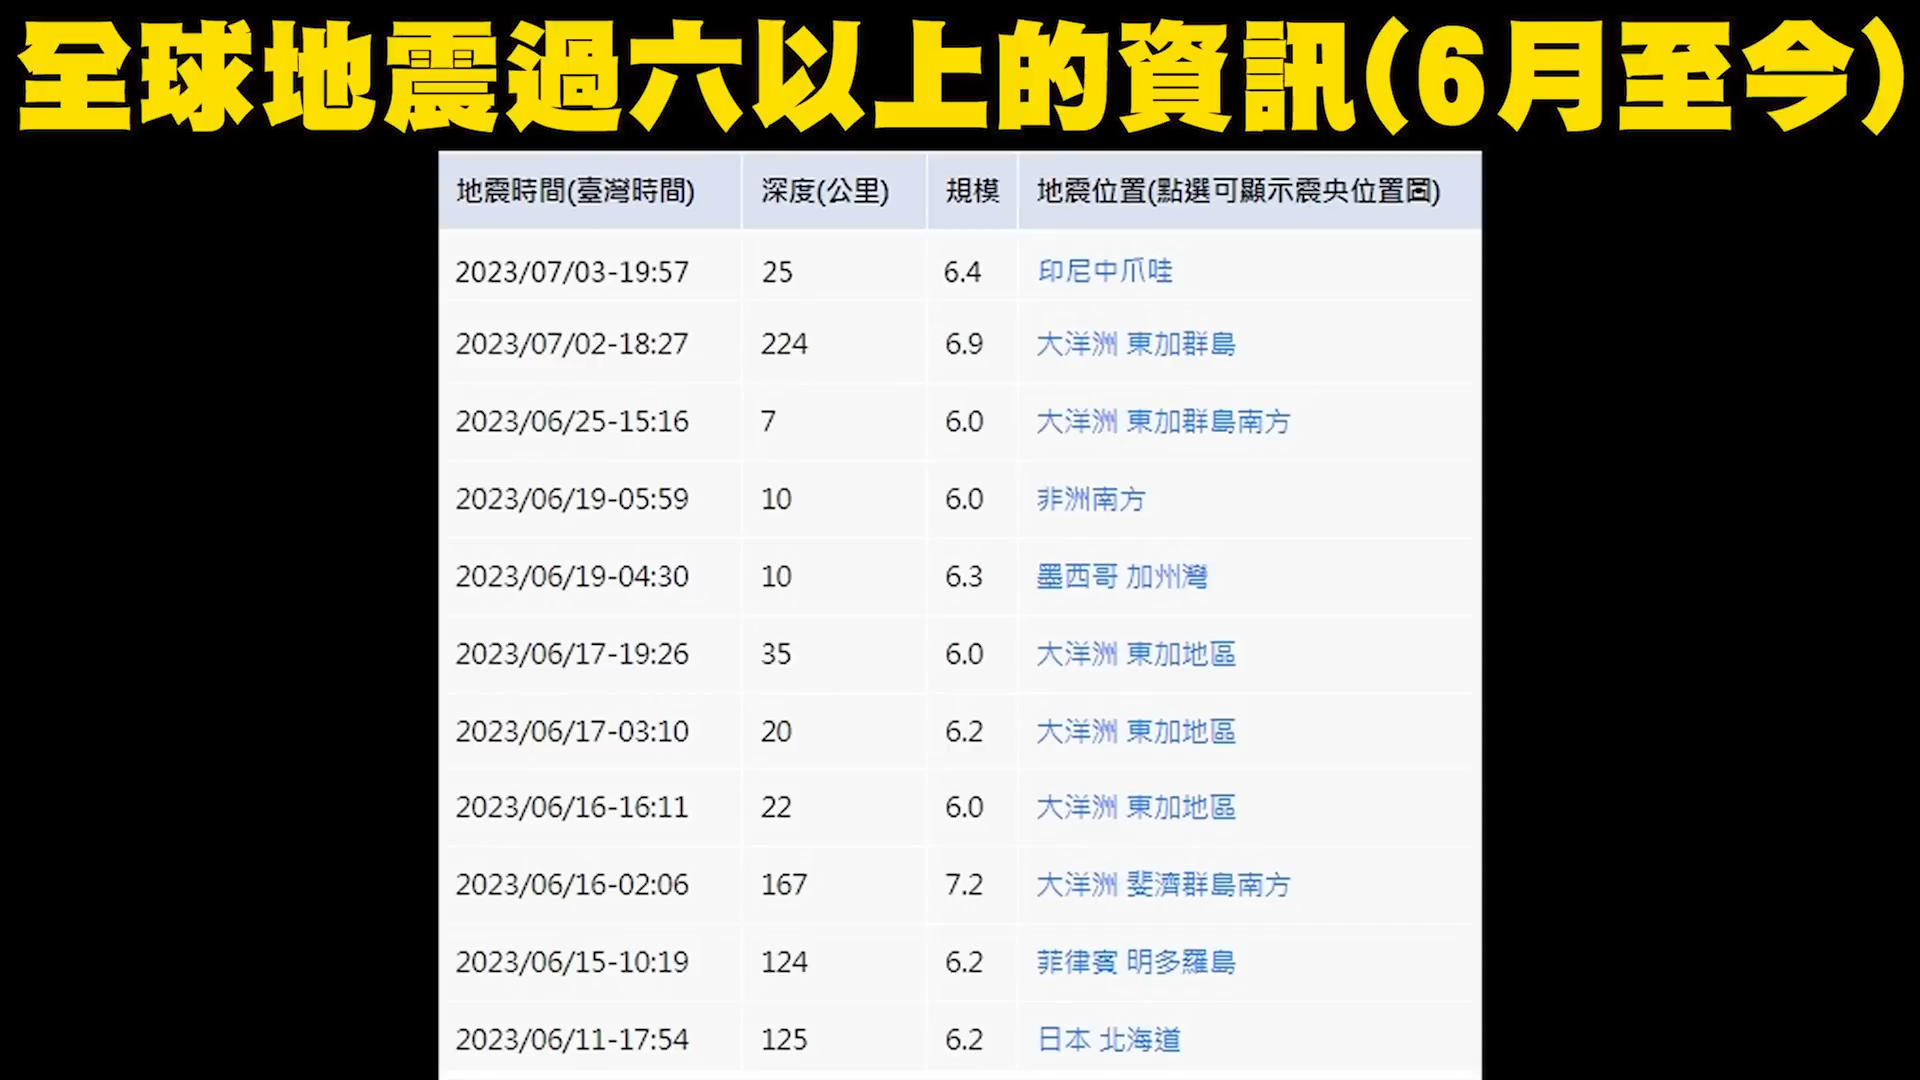 全球地震過六以上的資訊(6月至今)
地震時間(臺灣時間) 深度(公里) 規模 地震位置(點選可顯示震央位置圖)
2023/07/03-19:57 25 6.4 印尼中爪哇
2023/07/02-18:27 224 6.9 大洋洲 東加群島
2023/06/25-15:16 7 6.0 大洋洲 東加群島南方
2023/06/19-05:59 10 6.0 非洲南方
2023/06/19-04:30 10 6.3 墨西哥 加州灣
2023/06/17-19:26 35 6.0 大洋洲 東加地區
2023/06/17-03:10 20 6.2 大洋洲 東加地區
2023/06/16-16:11 22 6.0 大洋洲 東加地區
2023/06/16-02:06 167 7.2 大洋洲 斐濟群島南方
2023/06/15-10:19 124 6.2 菲律賓 明多羅島
2023/06/11-17:54 125 6.2 日本 北海道